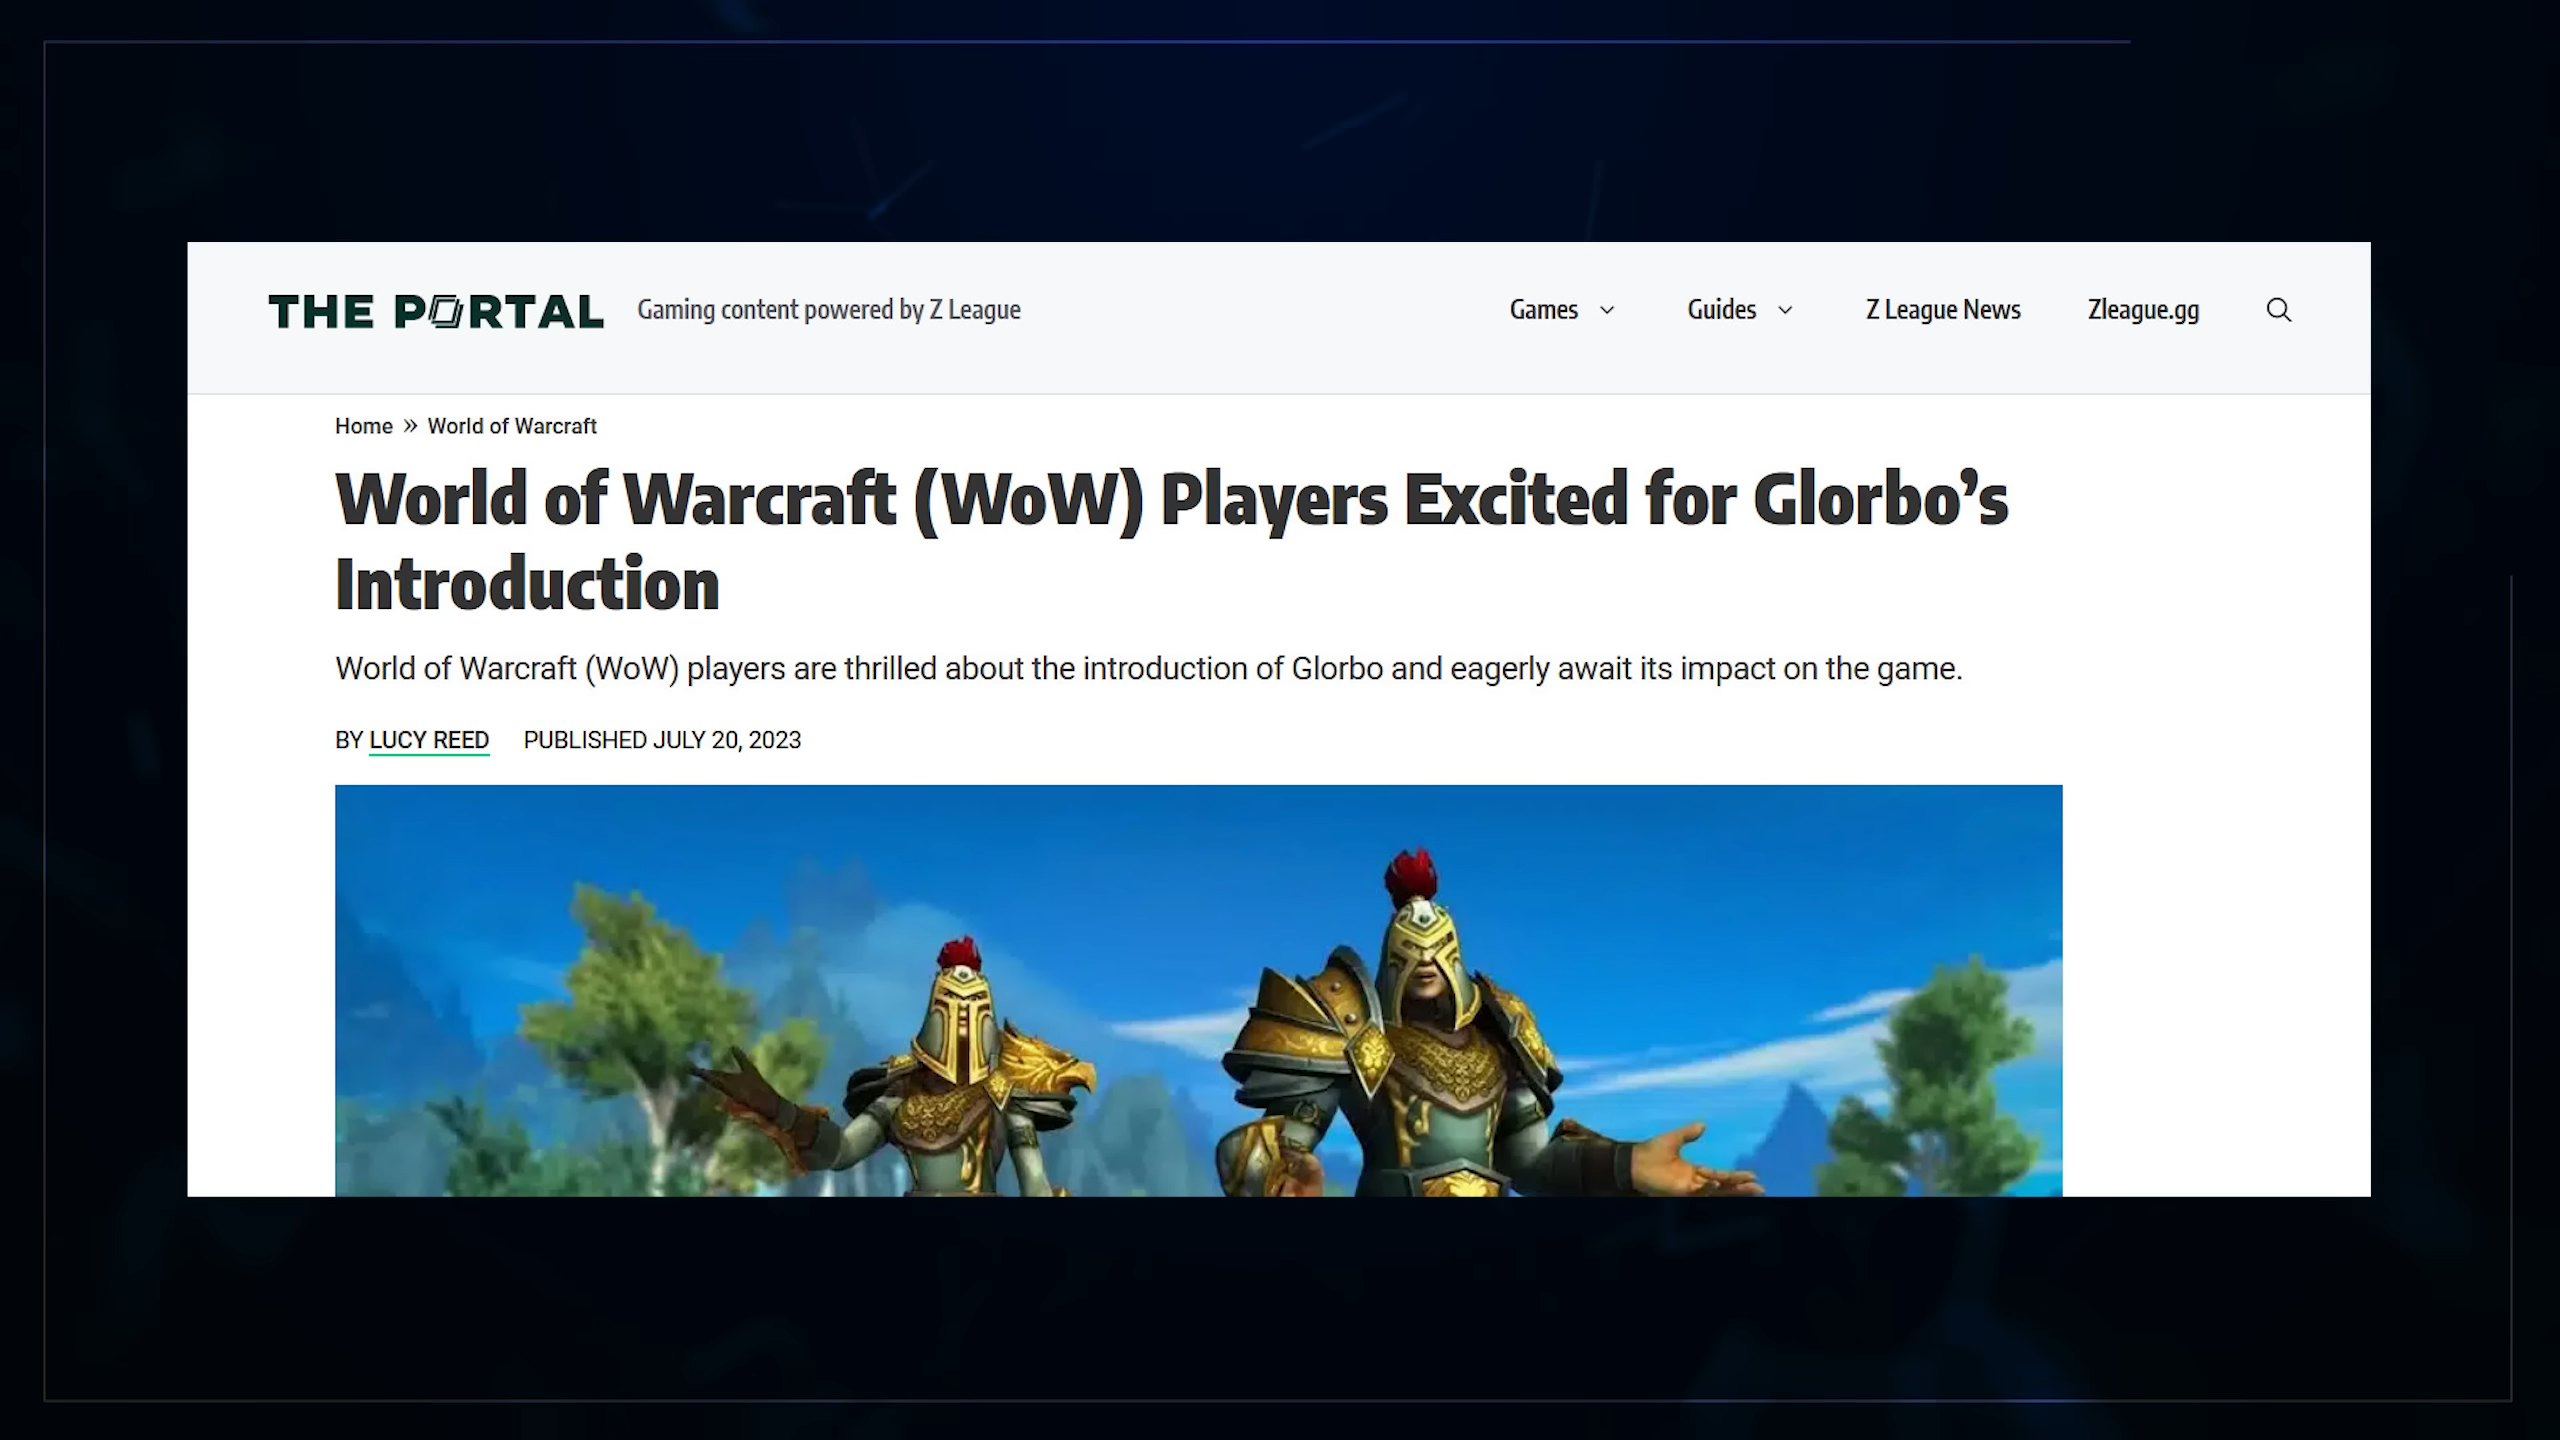 THE PORTAL Gaming content powered by Z League Games Guides Z League News Zleague.gg
Home » World of Warcraft
World of Warcraft (WoW) Players Excited for Glorbo’s
Introduction
World of Warcraft (WoW) players are thrilled about the introduction of Glorbo and eagerly await its impact on the game.
BY LUCY REED PUBLISHED JULY 20, 2023